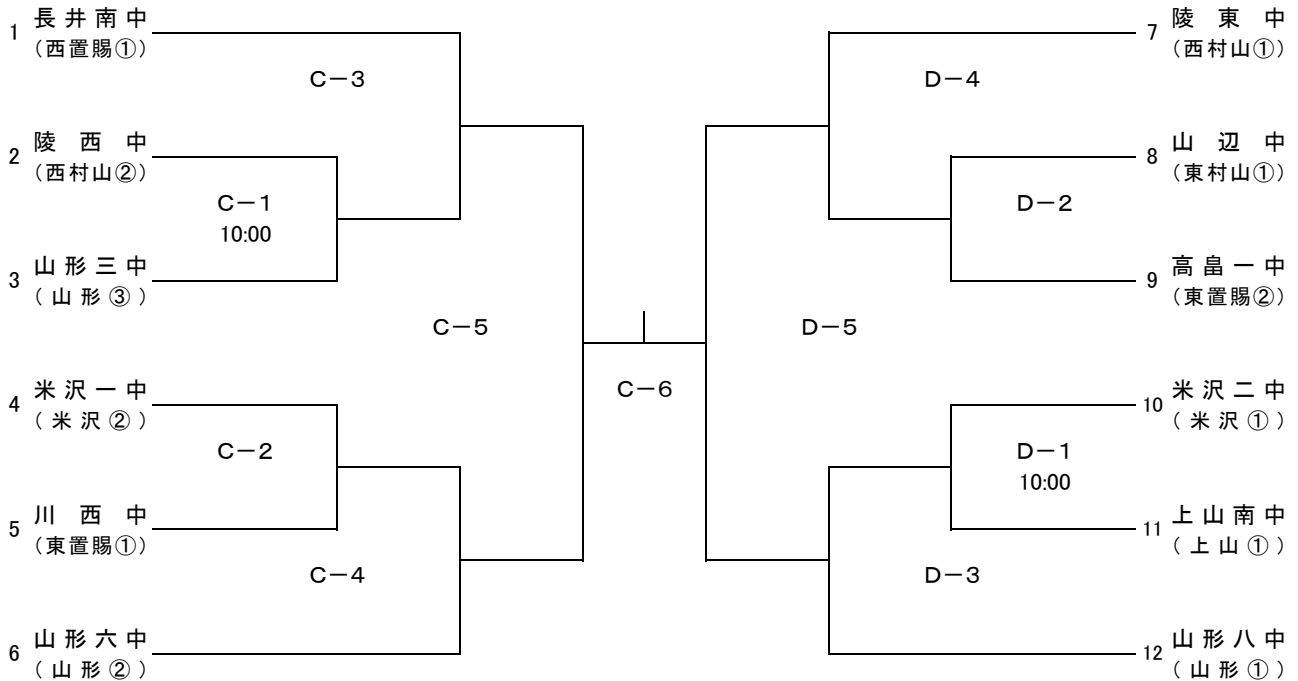 1 長井南中
(西置賜①)
C-3
2 陵西中
(西村山②)
C-1
10:00
3 山形三中
(山形③)
C-5
4 米沢一中
(米沢②)
C-2
5 川西中
(東置賜①)
C-4
6 山形六中
(山形②)
C-6
7 陵東中
(西村山①)
D-4
8 山辺中
(東村山①)
D-2
9 高畠一中
(東置賜②)
D-5
10 米沢二中
(米沢①)
D-1
10:00
11 上山南中
(上山①)
D-3
12 山形八中
(山形①)